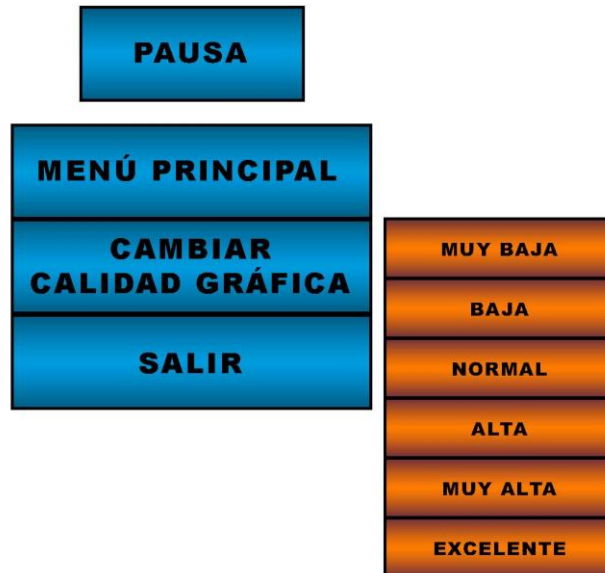 PAUSA
MENÚ PRINCIPAL
CAMBIAR
CALIDAD GRÁFICA
SALIR
MUY BAJA
BAJA
NORMAL
ALTA
MUY ALTA
EXCELENTE